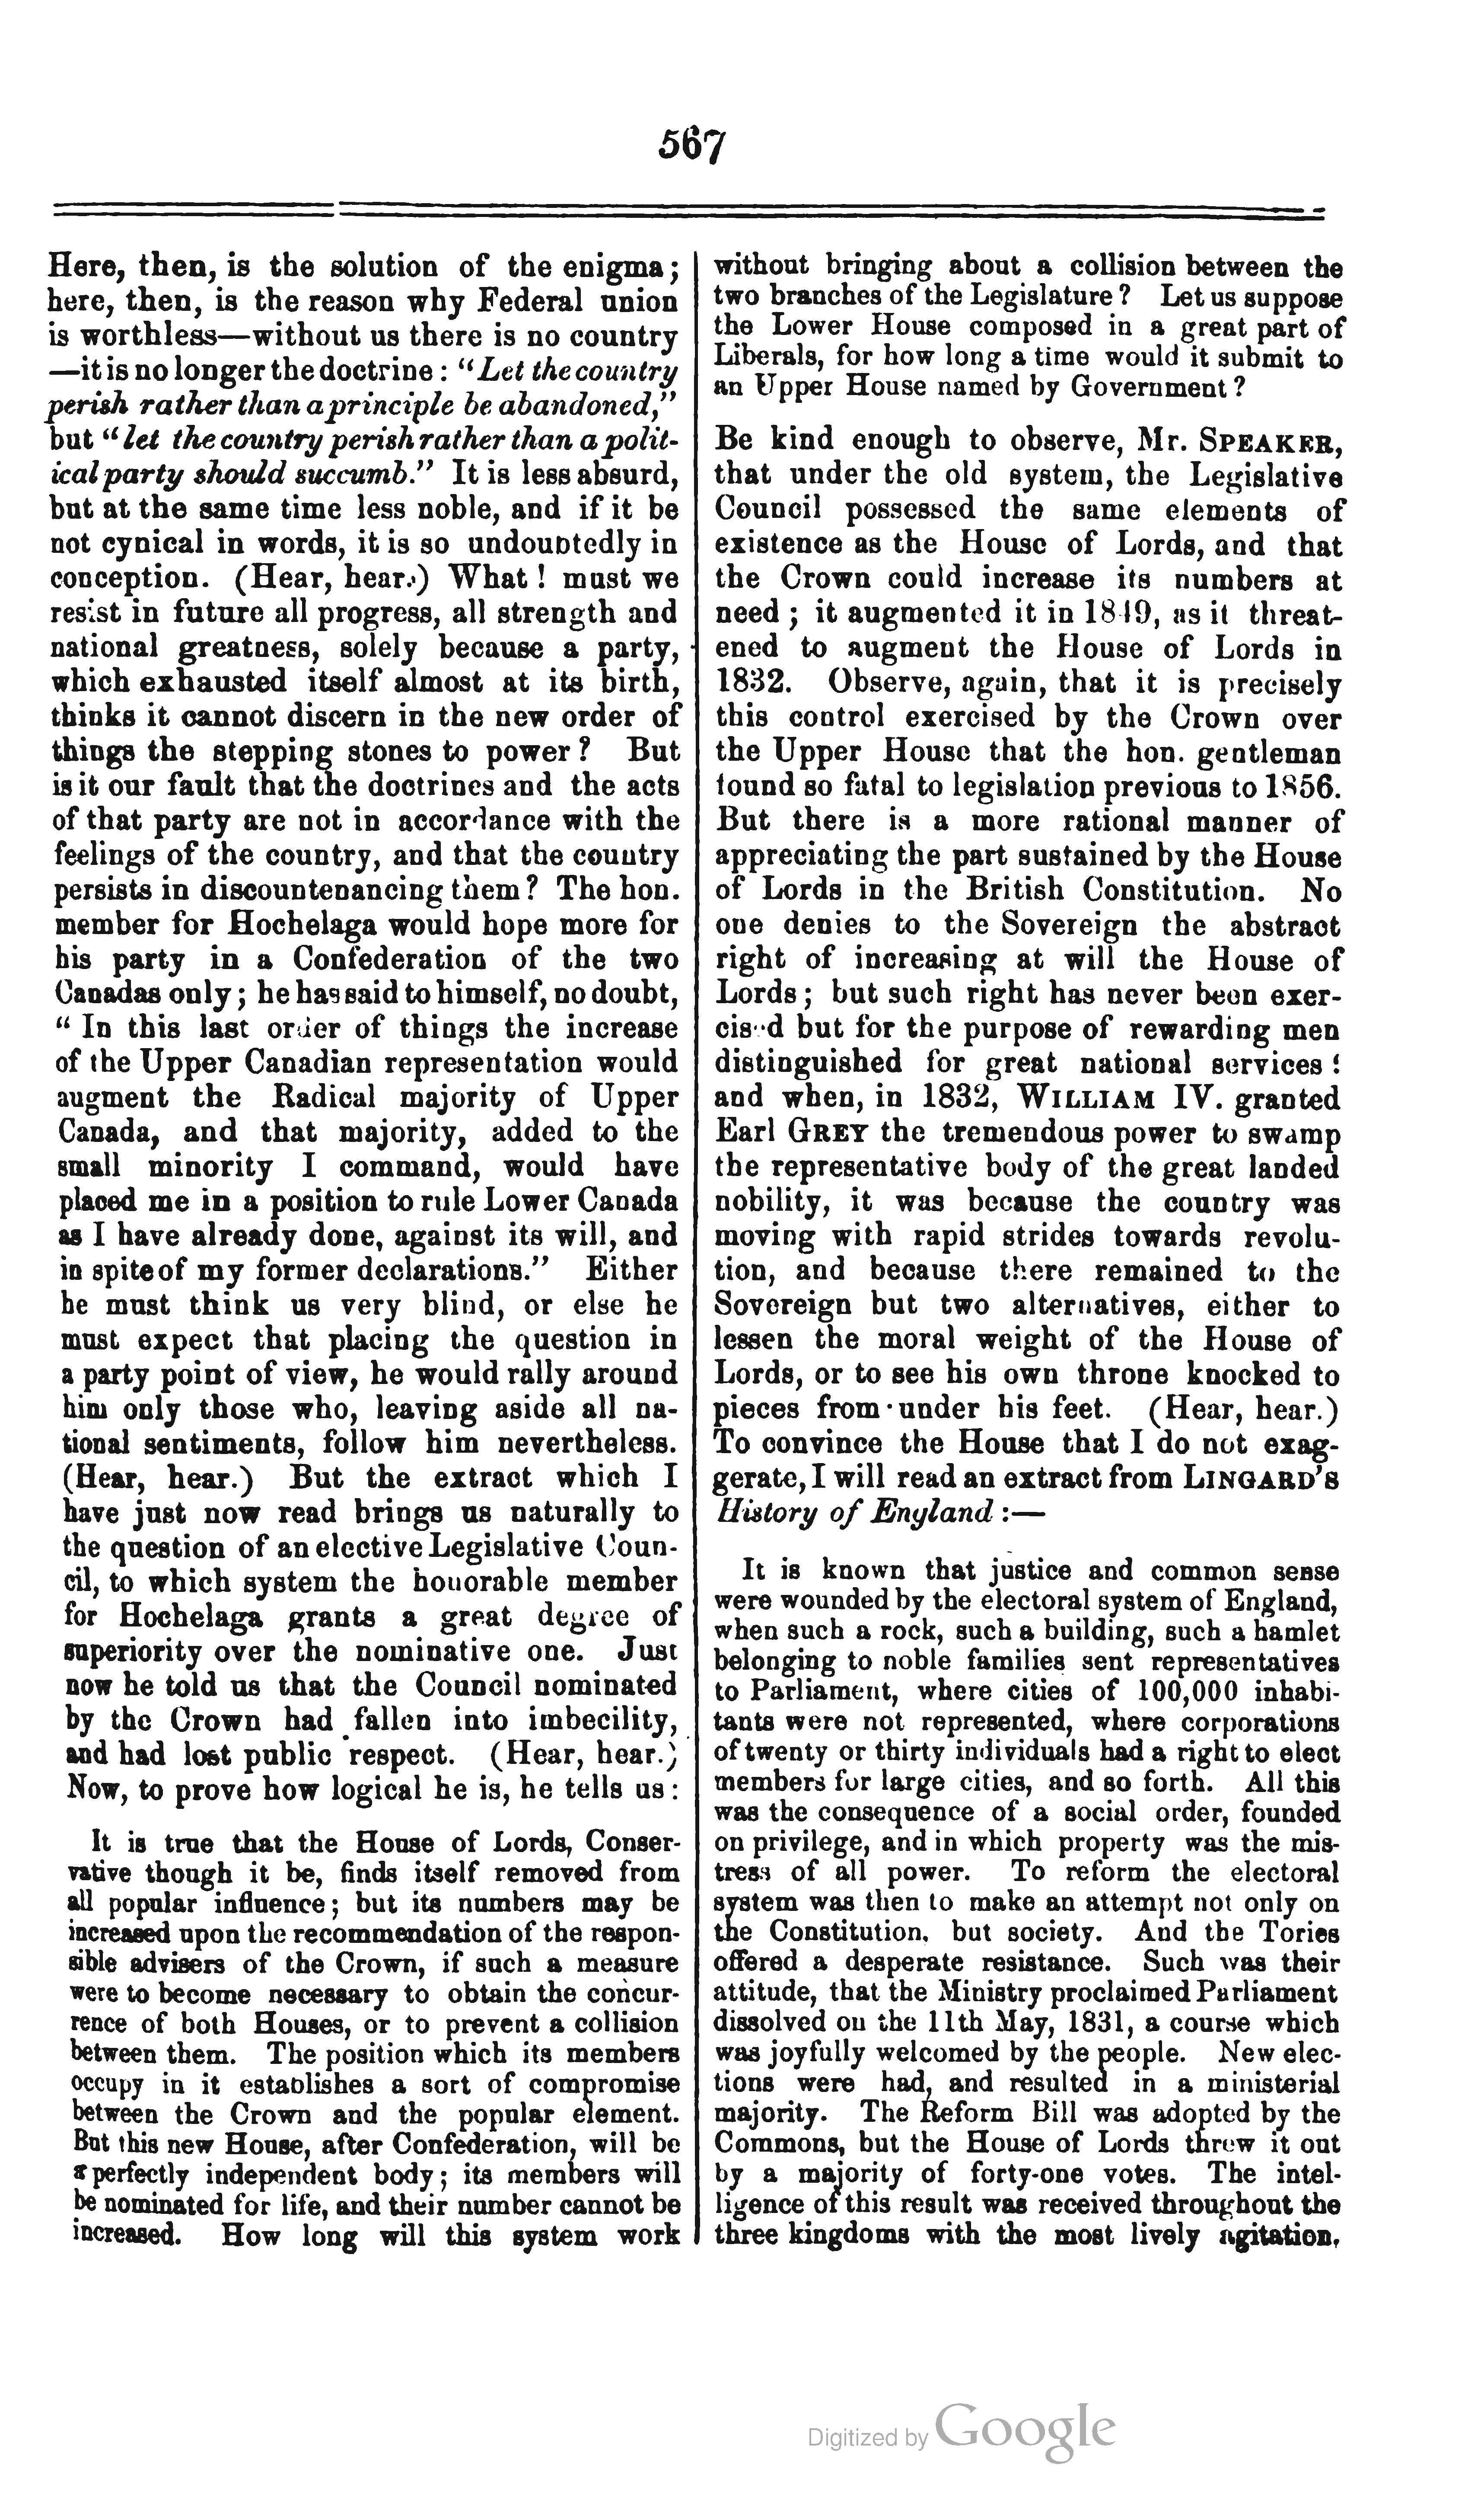 567
Here, then, is the solution of the enigma;
here, then, is the reason why Federal union
is worthless—without us there is no country
—it is no longer the doctrine: "Let the country
perish rather than a principle be abandoned,"
but "let the country perish rather than a polit-
ical party should succumb." It is less absurd,
but at the same time less noble, and if it be
not cynical in words, it is so undoubtedly in
conception. (Hear, hear.) What! must we
resist in future all progress, all strength and
national greatness, solely because a party,
which exhausted itself almost at its birth,
thinks it cannot discern in the new order of
things the stepping stones to power? But
is it our fault that the doctrines and the acts
of that party are not in accordance with the
feelings of the country, and that the country
persists in discountenancing them? The hon.
member for Hochelaga would hope more for
his party in a Confederation of the two
Canadas only; he has said to himself, no doubt,
"In this last order of things the increase
of the Upper Canadian representation would
augment the Radical majority of Upper
Canada, and that majority, added to the
small minority I command, would have
placed me in a position to rule Lower Canada
as I have already done, against its will, and
in spite of my former declarations." Either
he must think us very blind, or else he
must expect that placing the question in
a party point of view, he would rally around
him only those who, leaving aside all na-
tional sentiments, follow him nevertheless.
(Hear, hear.) But the extract which I
have just now read brings us naturally to
the question of an elective Legislative Coun-
cil, to which system the honorable member
for Hochelaga grants a great degree of
superiority over the nominative one. Just
now he told us that the Council nominated
by the Crown had fallen into imbecility,
and had lost public respect. (Hear, hear.)
Now, to prove how logical he is, he tells us:
It is true that the House of Lords, Conser-
vative though it be, finds itself removed from
all popular influence; but its numbers may be
increased upon the recommendation of the respon-
sible advisers of the Crown, if such a measure
were to become necessary to obtain the concur-
rence of both Houses, or to prevent a collision
between them. The position which its members
occupy in it establishes a sort of compromise
between the Crown and the popular element.
But this new House, after Confederation, will be
a perfectly independent body; its members will
be nominated for life, and their number cannot be
increased. How long will this system work
without bringing about a collision between the
two branches of the Legislature? Let us suppose
the Lower House composed in a great part of
Liberals, for how long a time would it submit to
an Upper House named by Government?
Be kind enough to observe, Mr. SPEAKER,
that under the old system, the Legislative
Council possessed the same elements of
existence as the House of Lords, and that
the Crown could increase its numbers at
need; it augmented it in 1849, as it threat-
ened to augment the House of Lords in
1832. Observe, again, that it is precisely
this control exercised by the Crown over
the Upper House that the hon. gentleman
found so fatal to legislation previous to 1856.
But there is a more rational manner of
appreciating the part sustained by the House
of Lords in the British Constitution. No
one denies to the Sovereign the abstract
right of increasing at will the House of
Lords; but such right has never been exer-
cised but for the purpose of rewarding men
distinguished for great national services;
and when, in 1832, WILLIAM IV. granted
Earl GREY the tremendous power to swamp
the representative body of the great landed
nobility, it was because the country was
moving with rapid strides towards revolu-
tion, and because there remained to the
Sovereign but two alternatives, either to
lessen the moral weight of the House of
Lords, or to see his own throne knocked to
pieces from under his feet. (Hear, hear.)
To convince the House that I do not exag-
gerate, I will read an extract from LINGARD'S
History of England:—
It is known that justice and common sense
were wounded by the electoral system of England,
when such a rock, such a building, such a hamlet
belonging to noble families sent representatives
to Parliament, where cities of 100,000 inhabi-
tants were not represented, where corporations
of twenty or thirty individuals had a right to elect
members for large cities, and so forth. All this
was the consequence of a social order, founded
on privilege, and in which property was the mis-
tress of all power. To reform the electoral
system was then to make an attempt not only on
the Constitution, but society. And the Tories
offered a desperate resistance. Such was their
attitude, that the Ministry proclaimed Parliament
dissolved on the 11th May, 1831, a course which
was joyfully welcomed by the people. New elec-
tions were had, and resulted in a ministerial
majority. The Reform Bill was adopted by the
Commons, but the House of Lords threw it out
by a majority of forty-one votes. The intel-
ligence of this result was received throughout the
three kingdoms with the most lively agitation.
Digitized by Google